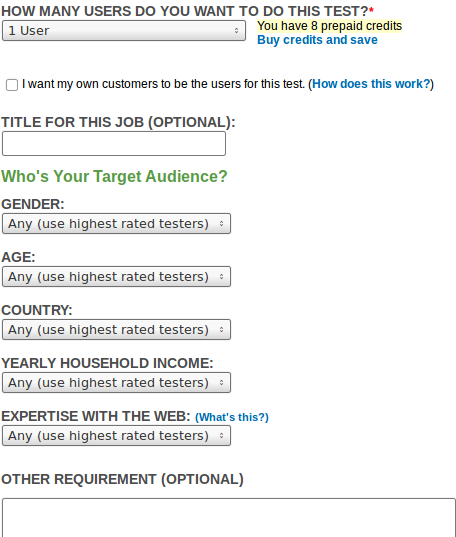 HOW MANY USERS DO YOU WANT TO DO THIS TEST?*
1 User
You have 8 prepaid credits
Buy credits and save
I want my own customers to be the users for this test. (How does this work?)
TITLE FOR THIS JOB (OPTIONAL):
Who's Your Target Audience?
GENDER:
Any (use highest rated testers)
AGE:
Any (use highest rated testers)
COUNTRY:
Any (use highest rated testers)
YEARLY HOUSEHOLD INCOME:
Any (use highest rated testers)
EXPERTISE WITH THE WEB: (What's this?)
Any (use highest rated testers)
OTHER REQUIREMENT (OPTIONAL)